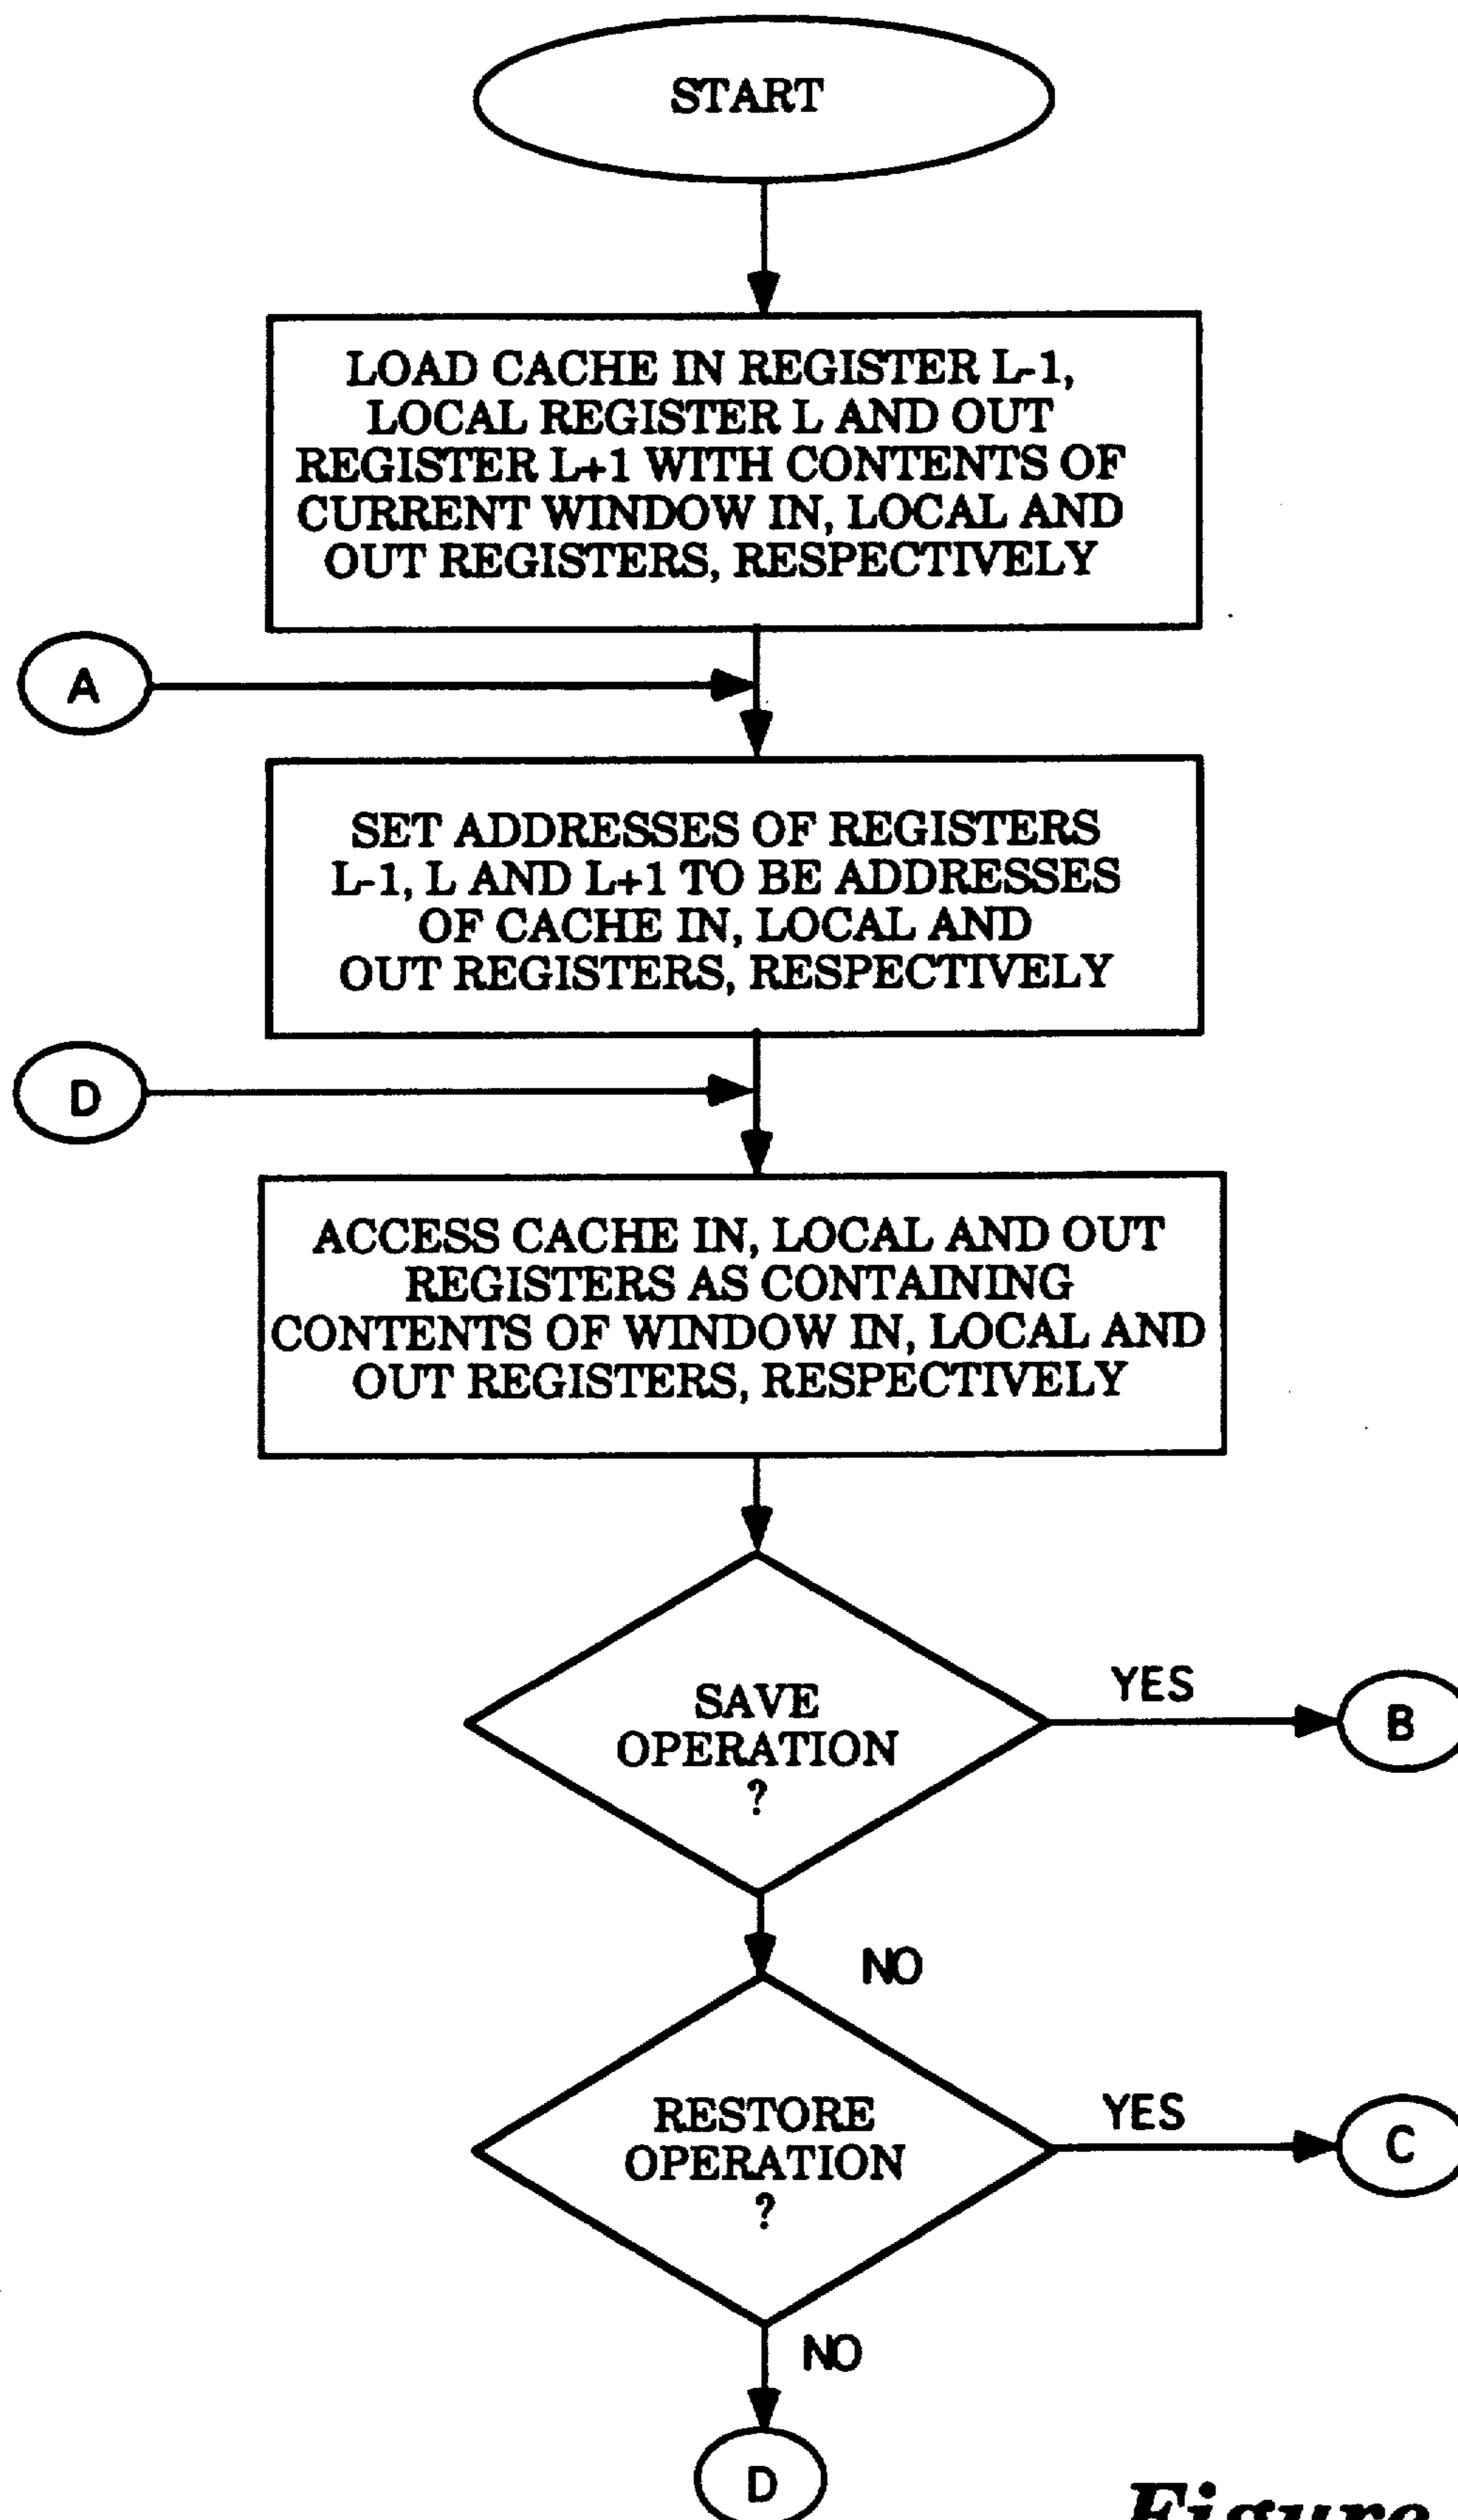 START
LOAD CACHE IN REGISTER L-1,
LOCAL REGISTER L AND OUT
REGISTER L+1 WITH CONTENTS OF
CURRENT WINDOW IN, LOCAL AND
OUT REGISTERS, RESPECTIVELY
A
SET ADDRESSES OF REGISTERS
L-1, L AND L+1 TO BE ADDRESSES
OF CACHE IN, LOCAL AND
OUT REGISTERS, RESPECTIVELY
D
ACCESS CACHE IN, LOCAL AND OUT
REGISTERS AS CONTAINING
CONTENTS OF WINDOW IN, LOCAL AND
OUT REGISTERS, RESPECTIVELY
SAVE
OPERATION
?
YES
B
NO
RESTORE
OPERATION
?
YES
C
NO
D
Figure